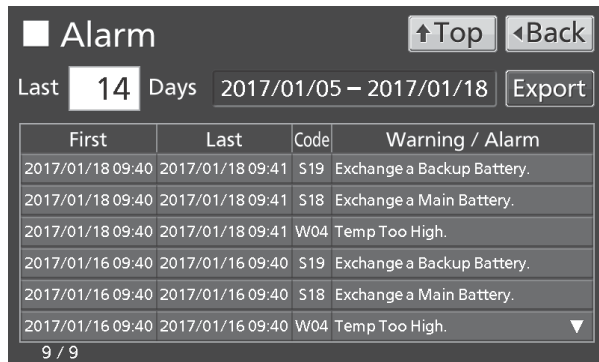 Alarm ↑Top ◂Back
Last 14 Days 2017/01/05 – 2017/01/18 Export
First Last Code Warning / Alarm
2017/01/18 09:40 2017/01/18 09:41 S19 Exchange a Backup Battery.
2017/01/18 09:40 2017/01/18 09:41 S18 Exchange a Main Battery.
2017/01/18 09:40 2017/01/18 09:41 W04 Temp Too High.
2017/01/16 09:40 2017/01/16 09:40 S19 Exchange a Backup Battery.
2017/01/16 09:40 2017/01/16 09:40 S18 Exchange a Main Battery.
2017/01/16 09:40 2017/01/16 09:40 W04 Temp Too High. ▼
9 / 9